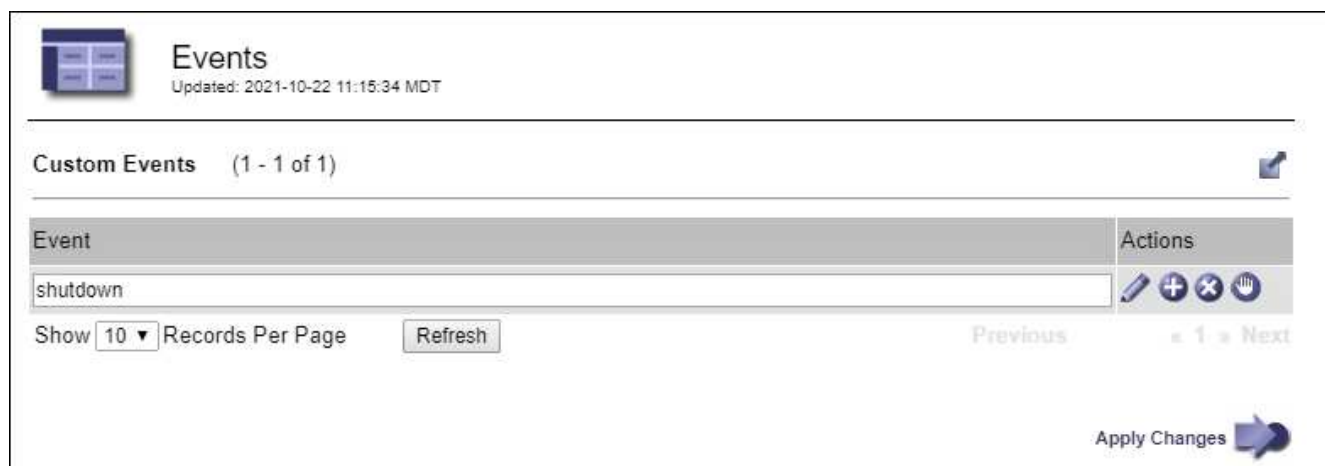 Events
Updated: 2021-10-22 11:15:34 MDT
Custom Events (1 - 1 of 1)
Event Actions
shutdown
Show 10 Records Per Page Refresh Previous « 1 » Next
Apply Changes